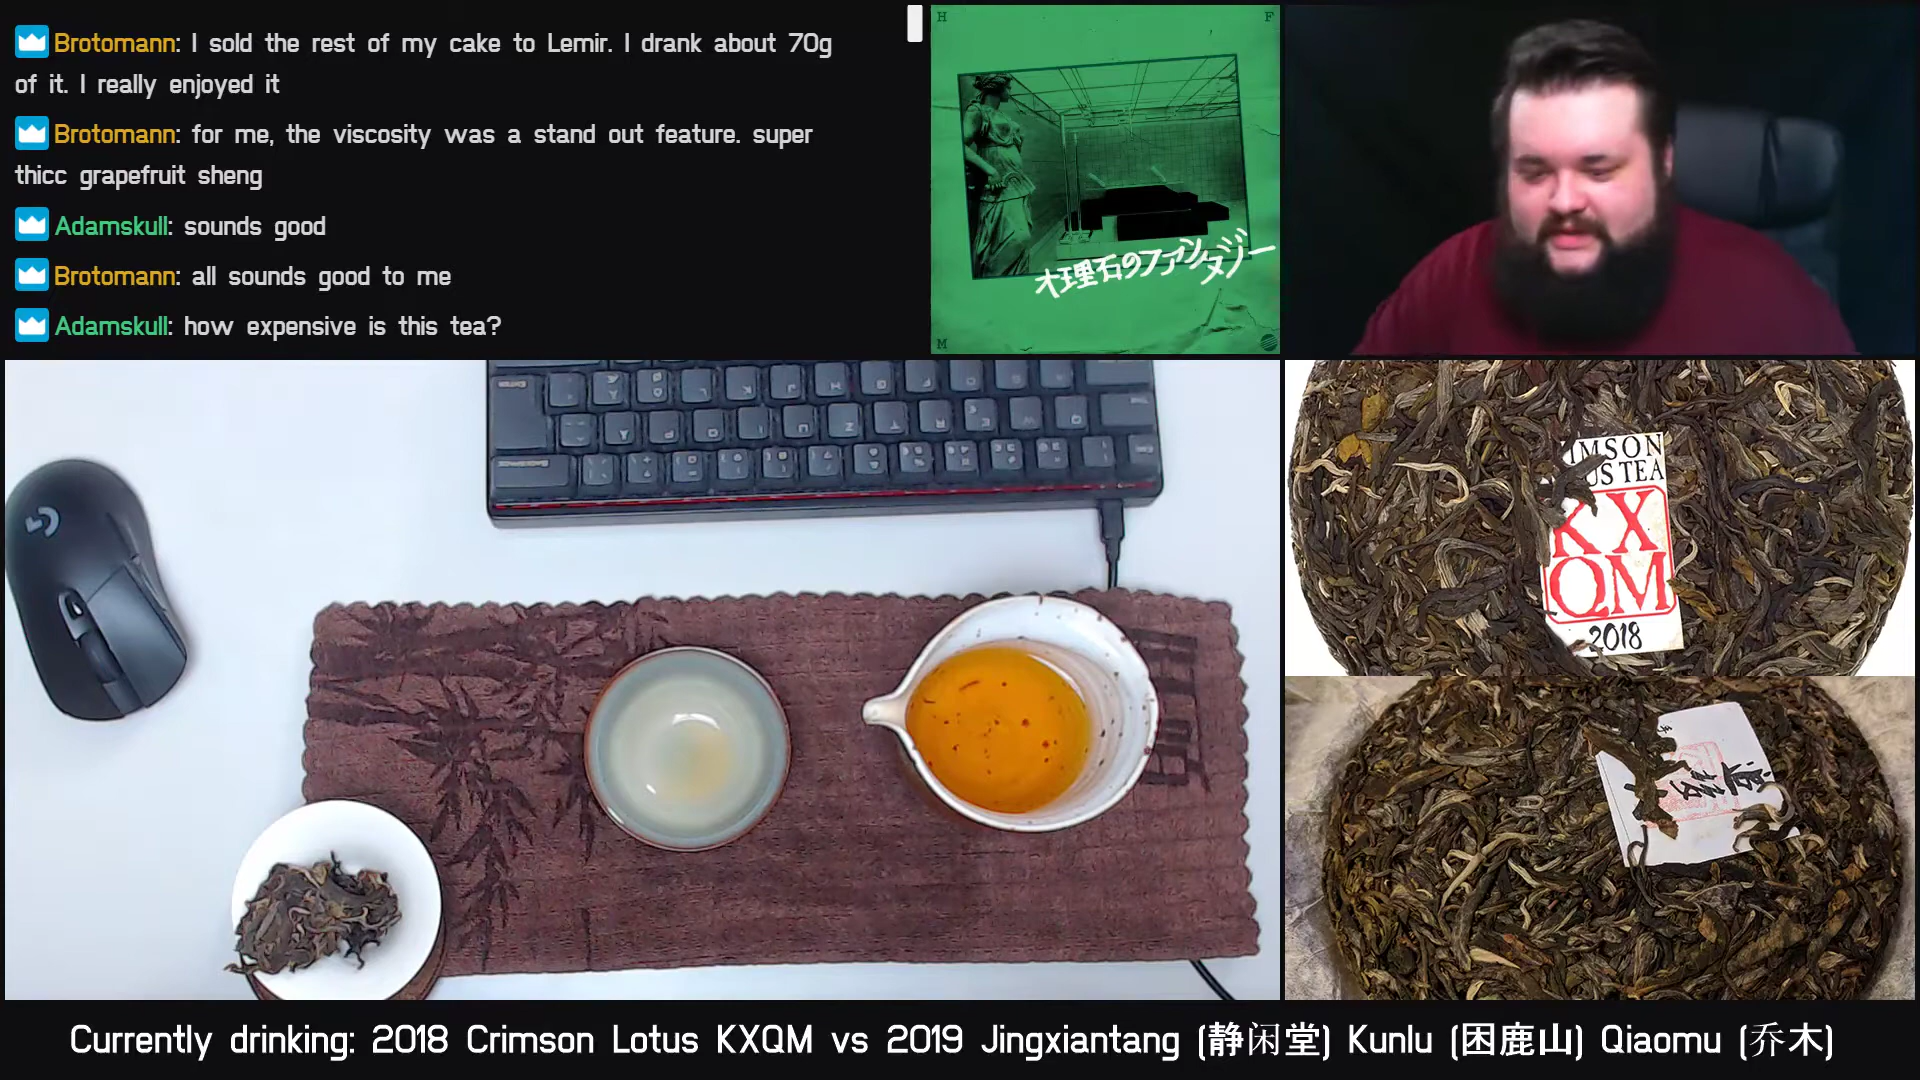 Brotomann: I sold the rest of my cake to Lemir. I drank about 70g
of it. I really enjoyed it
Brotomann: for me, the viscosity was a stand out feature. super
thicc grapefruit sheng
Adamskull: sounds good
Brotomann: all sounds good to me
Adamskull: how expensive is this tea?
H F
大理石のファンタジー
M
IMSON
US TEA
KX
QM
2018
Currently drinking: 2018 Crimson Lotus KXQM vs 2019 Jingxiantang (静闲堂) Kunlu (困鹿山) Qiaomu (乔木)